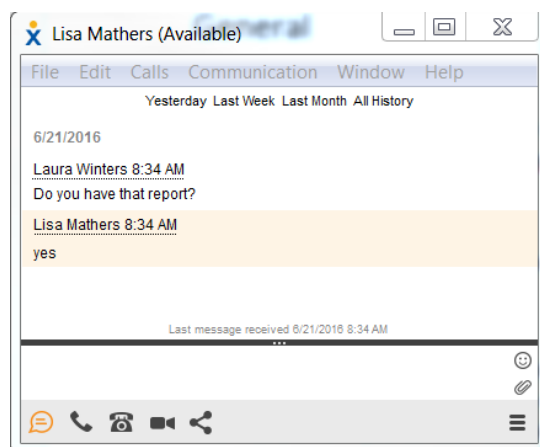 General
Lisa Mathers (Available)
File Edit Calls Communication Window Help
Yesterday Last Week Last Month All History
6/21/2016
Laura Winters 8:34 AM
Do you have that report?
Lisa Mathers 8:34 AM
yes
Last message received 6/21/2016 8:34 AM